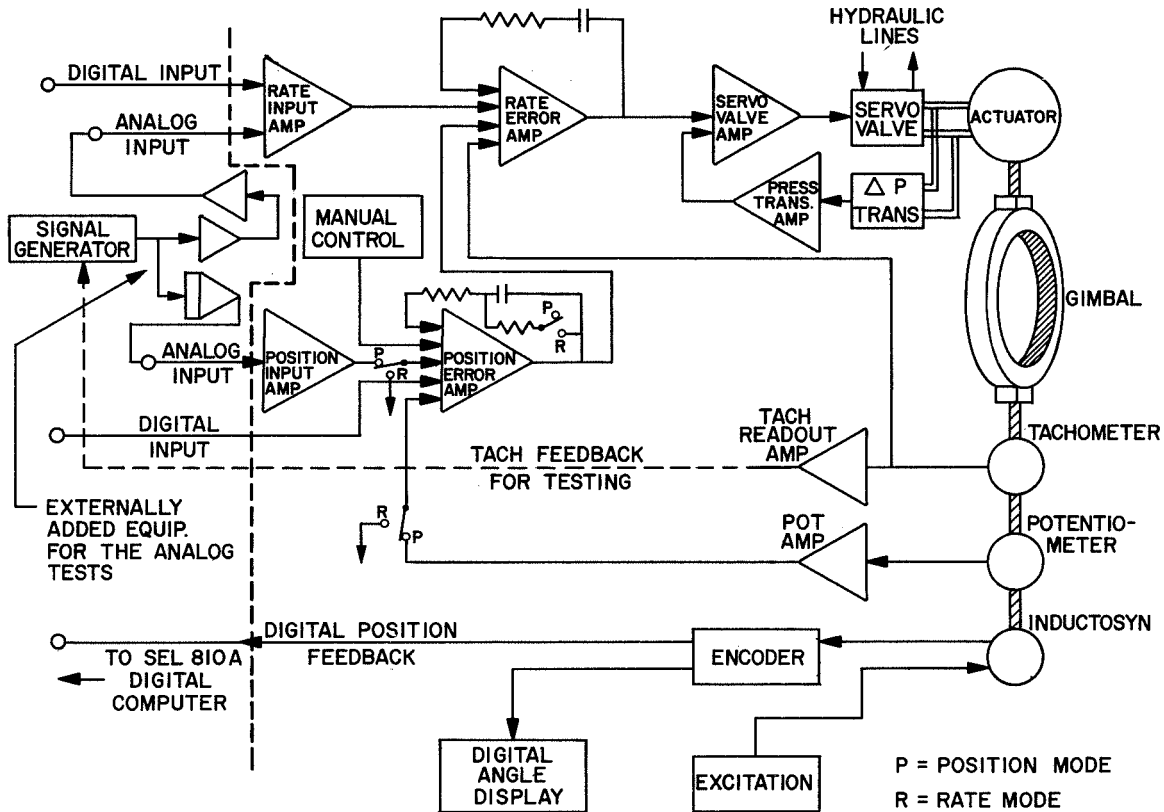 HYDRAULIC
LINES
DIGITAL INPUT
RATE
INPUT
AMP
RATE
ERROR
AMP
SERVO
VALVE
AMP
SERVO
VALVE
ACTUATOR
ANALOG
INPUT
PRESS
TRANS.
AMP
Δ P
TRANS
SIGNAL
GENERATOR
MANUAL
CONTROL
GIMBAL
P
R
ANALOG
INPUT
POSITION
INPUT
AMP
P
R
POSITION
ERROR
AMP
DIGITAL
INPUT
TACH
READOUT
AMP
TACHOMETER
TACH FEEDBACK
FOR TESTING
EXTERNALLY
ADDED EQUIP.
FOR THE ANALOG
TESTS
R
P
POT
AMP
POTENTIO-
METER
INDUCTOSYN
DIGITAL POSITION
FEEDBACK
ENCODER
TO SEL 810A
DIGITAL
COMPUTER
DIGITAL
ANGLE
DISPLAY
EXCITATION
P = POSITION MODE
R = RATE MODE